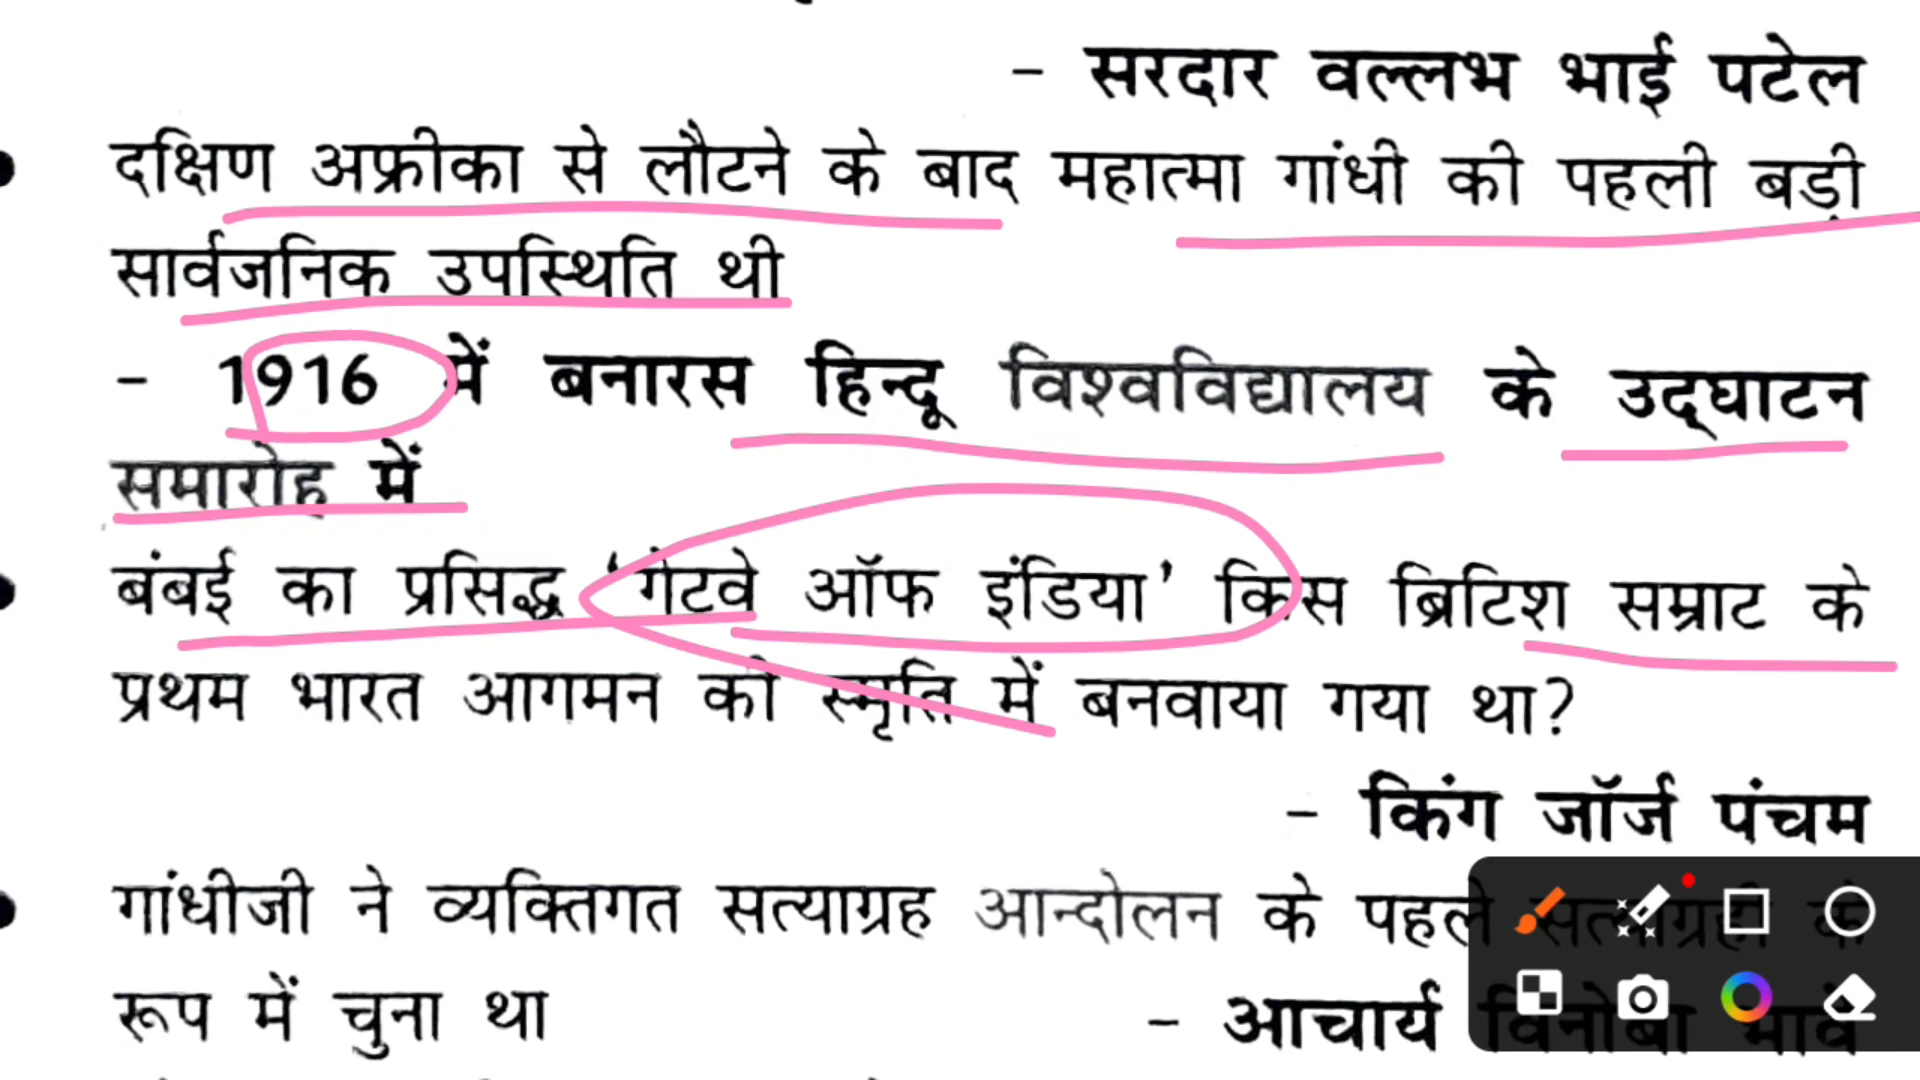 - सरदार वल्लभ भाई पटेल
दक्षिण अफ्रीका से लौटने के बाद महात्मा गांधी की पहली बड़ी
सार्वजनिक उपस्थिति थी
- 1916 में बनारस हिन्दू विश्वविद्यालय के उद्घाटन
समारोह में
बंबई का प्रसिद्ध 'गेटवे ऑफ इंडिया' किस ब्रिटिश सम्राट के
प्रथम भारत आगमन की स्मृति में बनवाया गया था?
- किंग जॉर्ज पंचम
गांधीजी ने व्यक्तिगत सत्याग्रह आन्दोलन के पहले सत्याग्रही के
रूप में चुना था
- आचार्य विनोबा भावे